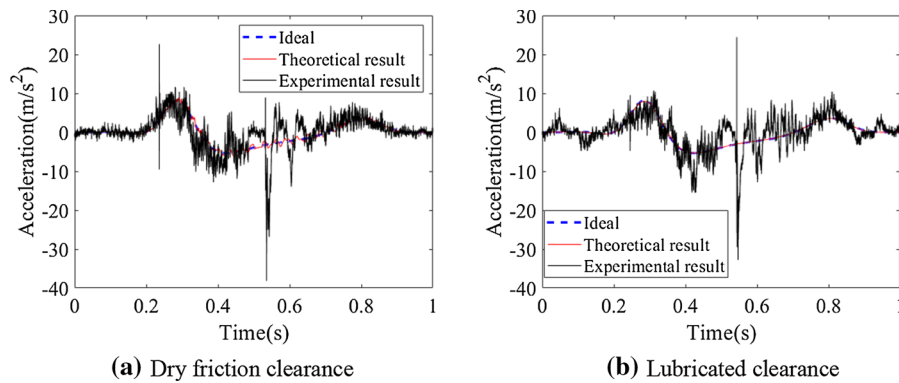 30
20
10
0
-10
-20
-30
-40
Acceleration(m/s²)
Ideal
Theoretical result
Experimental result
0
0.2
0.4
0.6
0.8
1
Time(s)
(a) Dry friction clearance
30
20
10
0
-10
-20
-30
-40
Acceleration(m/s²)
Ideal
Theoretical result
Experimental result
0
0.2
0.4
0.6
0.8
1
Time(s)
(b) Lubricated clearance